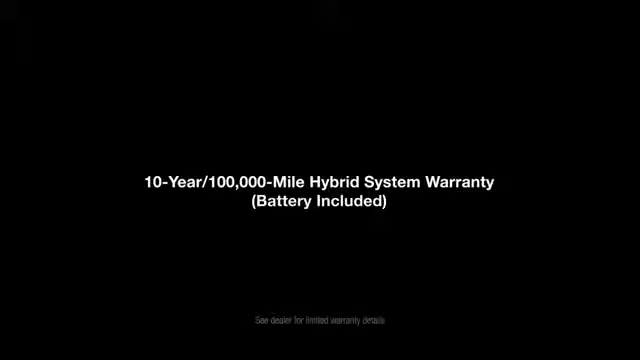 10-Year/100,000-Mile Hybrid System Warranty
(Battery Included)
See dealer for limited warranty details